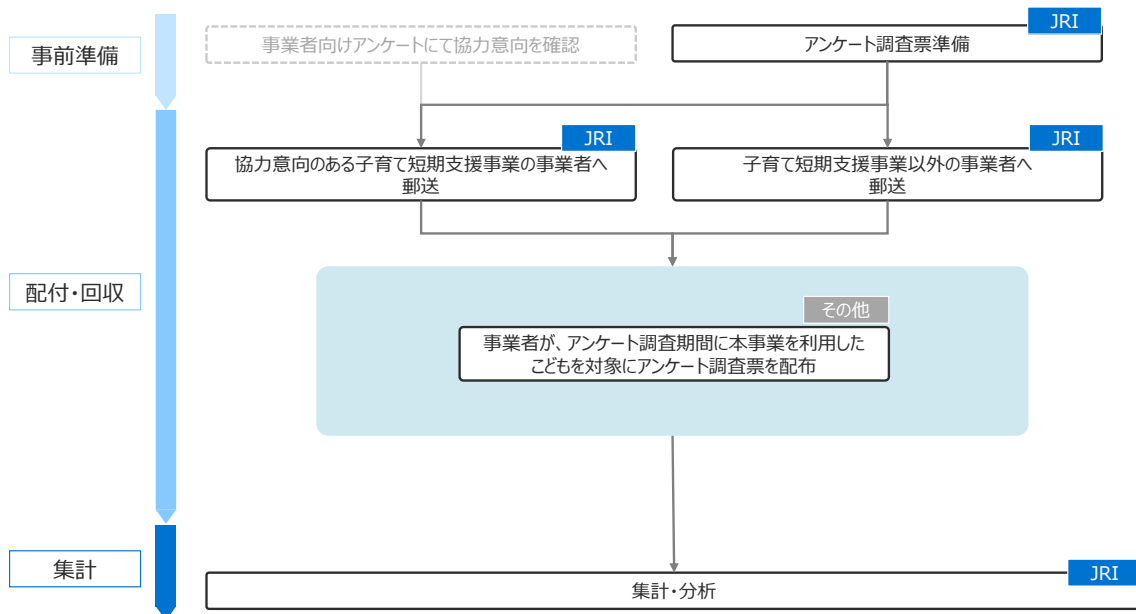 JRI
事前準備
事業者向けアンケートにて協力意向を確認
アンケート調査票準備
JRI
JRI
協力意向のある子育て短期支援事業の事業者へ
郵送
子育て短期支援事業以外の事業者へ
郵送
配付・回収
その他
事業者が、アンケート調査期間に本事業を利用した
こどもを対象にアンケート調査票を配布
集計
JRI
集計・分析